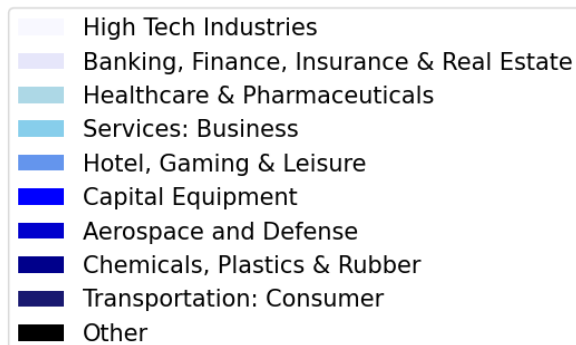 High Tech Industries
Banking, Finance, Insurance & Real Estate
Healthcare & Pharmaceuticals
Services: Business
Hotel, Gaming & Leisure
Capital Equipment
Aerospace and Defense
Chemicals, Plastics & Rubber
Transportation: Consumer
Other